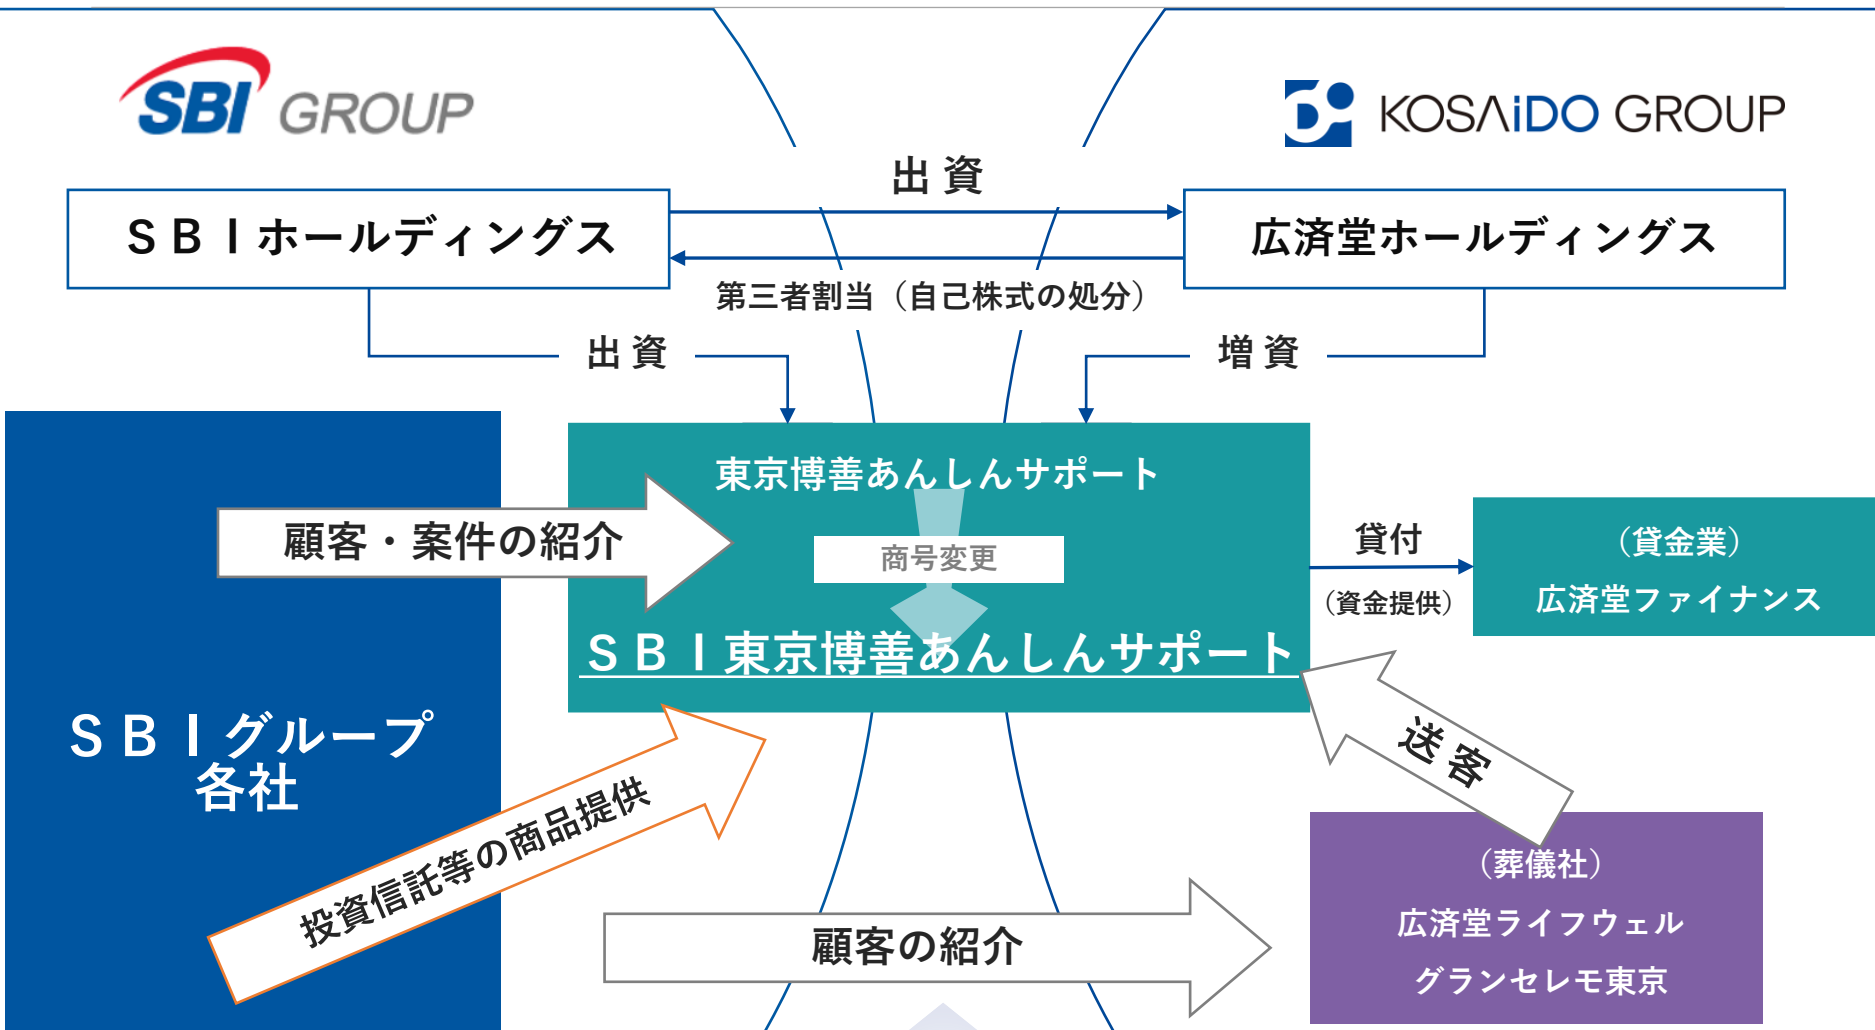 SBI GROUP
KOSAiDO GROUP
出資
ＳＢＩホールディングス
広済堂ホールディングス
第三者割当（自己株式の処分）
出資
増資
東京博善あんしんサポート
顧客・案件の紹介
商号変更
貸付
（資金提供）
（貸金業）
広済堂ファイナンス
ＳＢＩ東京博善あんしんサポート
ＳＢＩグループ
各社
送客
投資信託等の商品提供
顧客の紹介
（葬儀社）
広済堂ライフウェル
グランセレモ東京